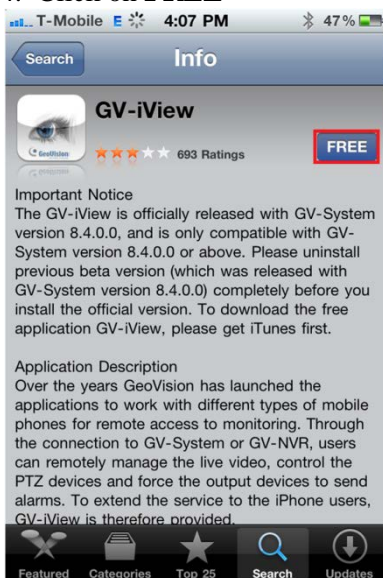 T-Mobile E 4:07 PM 47%
Search Info
GV-iView
GeoVision
693 Ratings
FREE
Important Notice
The GV-iView is officially released with GV-System
version 8.4.0.0, and is only compatible with GV-
System version 8.4.0.0 or above. Please uninstall
previous beta version (which was released with
GV-System version 8.4.0.0) completely before you
install the official version. To download the free
application GV-iView, please get iTunes first.
Application Description
Over the years GeoVision has launched the
applications to work with different types of mobile
phones for remote access to monitoring. Through
the connection to GV-System or GV-NVR, users
can remotely manage the live video, control the
PTZ devices and force the output devices to send
alarms. To extend the service to the iPhone users,
GV-iView is therefore provided.
Featured Categories Top 25 Search Updates